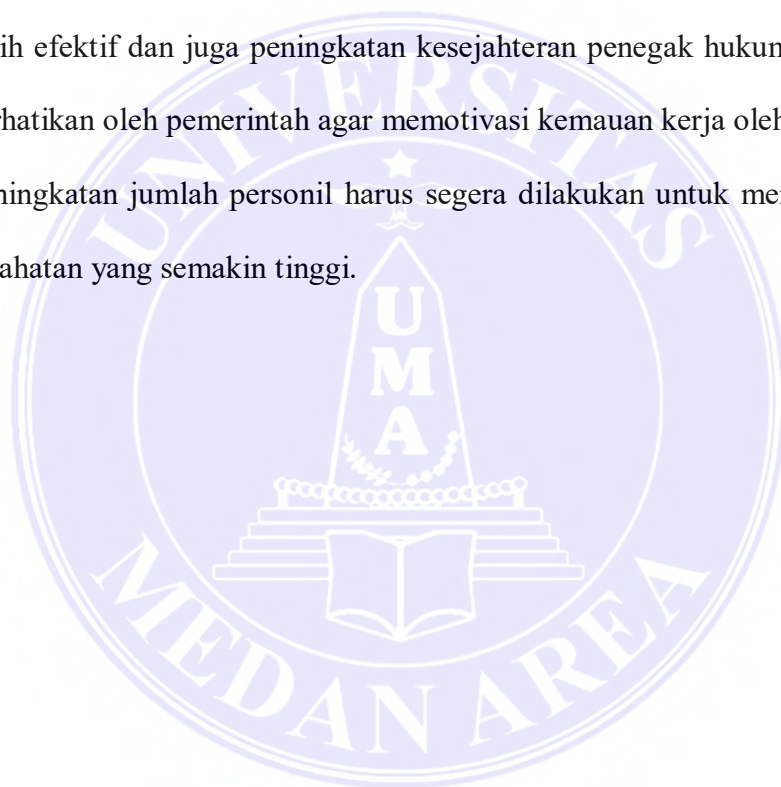 ih efektif dan juga peningkatan kesejahteran penegak hukun
rhatikan oleh pemerintah agar memotivasi kemauan kerja oleh
ningkatan jumlah personil harus segera dilakukan untuk me
ahatan yang semakin tinggi.
UNIVERSITAS
UMA
MEDAN AREA